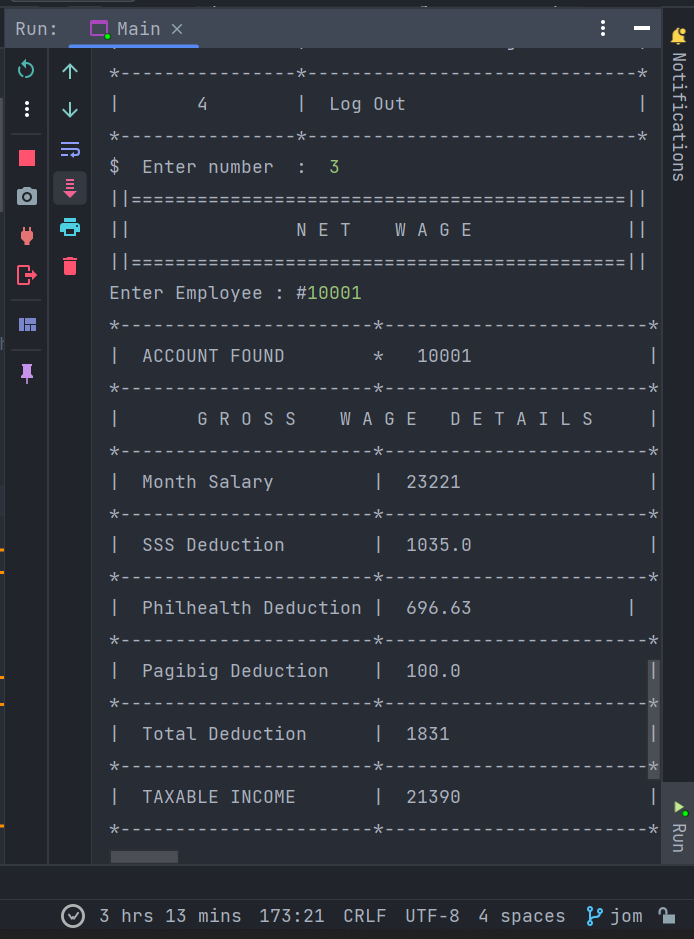 Run: Main
*----------------*------------------------------*
|       4        |  Log Out                     |
*----------------*------------------------------*
$  Enter number  :  3
||=============================================||
||               N E T    W A G E              ||
||=============================================||
Enter Employee : #10001
*-----------------------*------------------------*
|  ACCOUNT FOUND        *   10001                |
*-----------------------*------------------------*
|       G R O S S    W A G E   D E T A I L S     |
*-----------------------*------------------------*
|  Month Salary         |  23221                 |
*-----------------------*------------------------*
|  SSS Deduction        |  1035.0                |
*-----------------------*------------------------*
|  Philhealth Deduction |  696.63              |
*-----------------------*------------------------*
|  Pagibig Deduction    |  100.0                 |
*-----------------------*------------------------*
|  Total Deduction      |  1831                  |
*-----------------------*------------------------*
|  TAXABLE INCOME       |  21390                 |
*-----------------------*------------------------*
Notifications
Run
3 hrs 13 mins 173:21 CRLF UTF-8 4 spaces jom